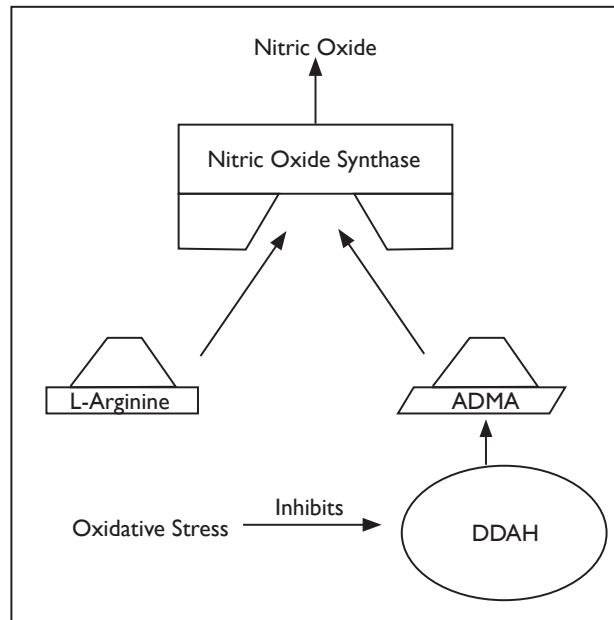 Nitric Oxide
Nitric Oxide Synthase
L-Arginine
ADMA
Inhibits
Oxidative Stress
DDAH